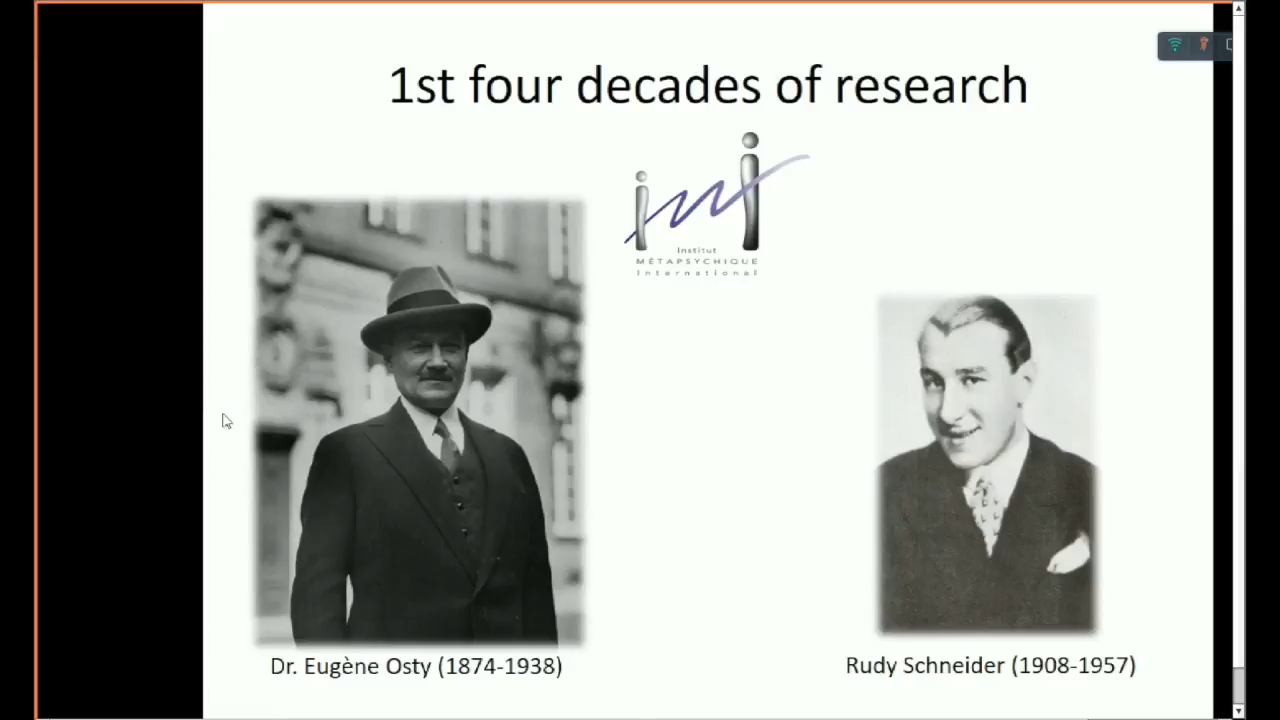 1st four decades of research
Institut
MÉTAPSYCHIQUE
International
Dr. Eugène Osty (1874-1938)
Rudy Schneider (1908-1957)